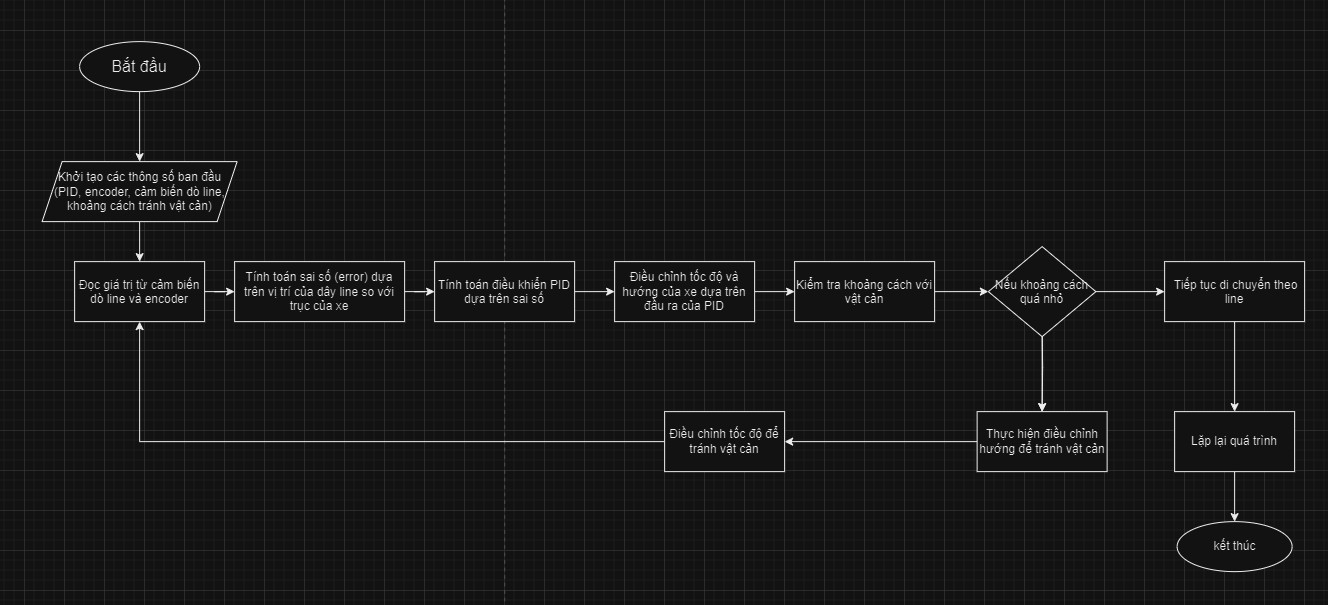 Bắt đầu
Khởi tạo các thông số ban đầu
(PID, encoder, cảm biến dò line,
khoảng cách tránh vật cản)
Đọc giá trị từ cảm biến
dò line và encoder
Tính toán sai số (error) dựa
trên vị trí của dây line so với
trục của xe
Tính toán điều khiển PID
dựa trên sai số
Điều chỉnh tốc độ và
hướng của xe dựa trên
đầu ra của PID
Kiểm tra khoảng cách với
vật cản
Nếu khoảng cách
quá nhỏ
Tiếp tục di chuyển theo
line
Điều chỉnh tốc độ để
tránh vật cản
Thực hiện điều chỉnh
hướng để tránh vật cản
Lặp lại quá trình
kết thúc